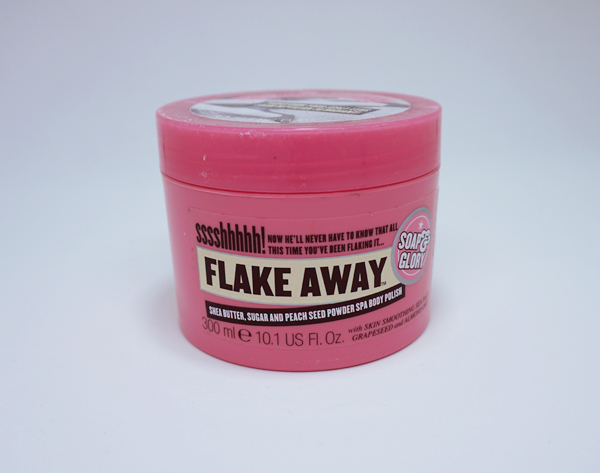 sssshhhhh! NOW HE'LL NEVER HAVE TO KNOW THAT ALL
THIS TIME YOU'VE BEEN FLAKING IT...
SOAP &
GLORY
FLAKE AWAY™
SHEA BUTTER, SUGAR AND PEACH SEED POWDER SPA BODY POLISH
300 ml e 10.1 US Fl. Oz.
with SKIN SMOOTHING
GRAPESEED and